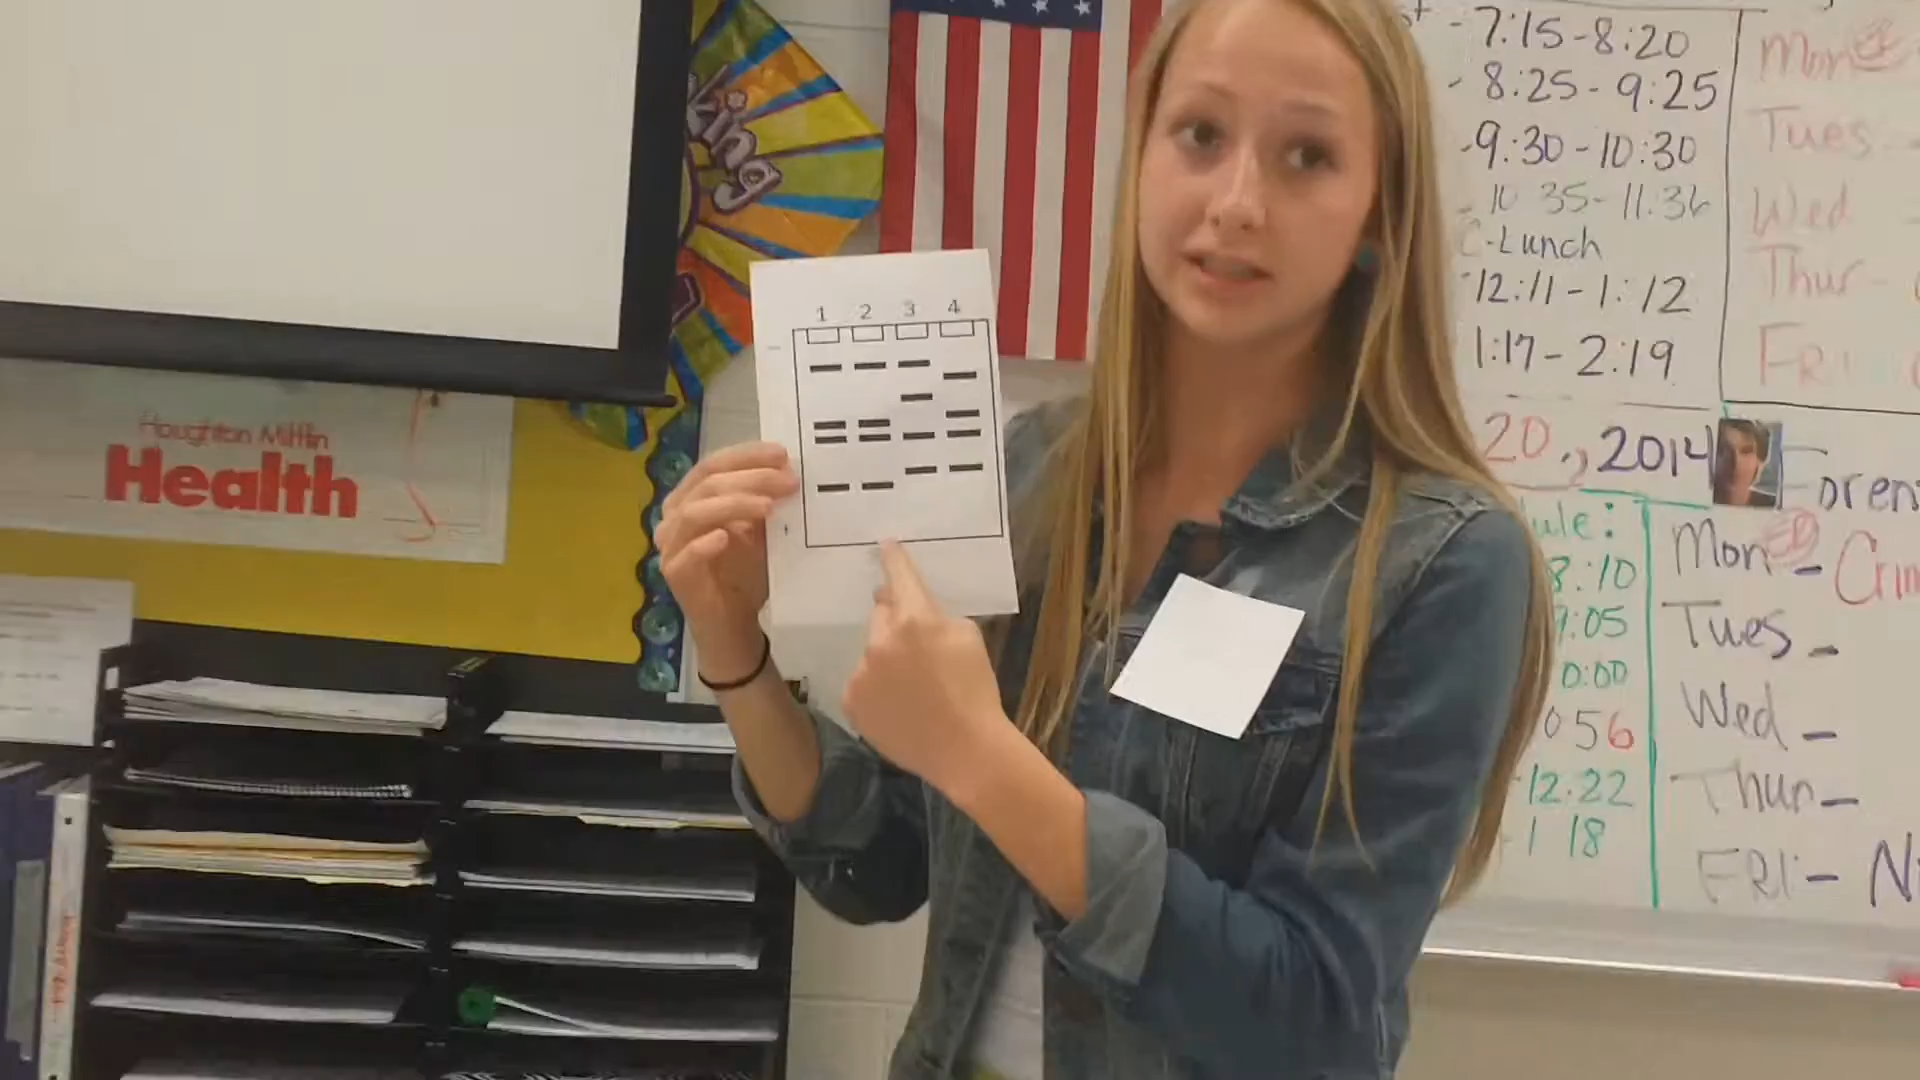 king
Houghton Mifflin
Health
1 2 3 4
- 7:15-8:20
- 8:25-9:25
-9:30-10:30
- 10 35-11:36
C-Lunch
-12:11-1:12
1:17-2:19
Mon
Tues -
Wed -
Thur -
FRI
20., 2014
8:10
9:05
0:00
056
-12:22
1 18
Mon -
Tues -
Wed -
Thur -
FRI -